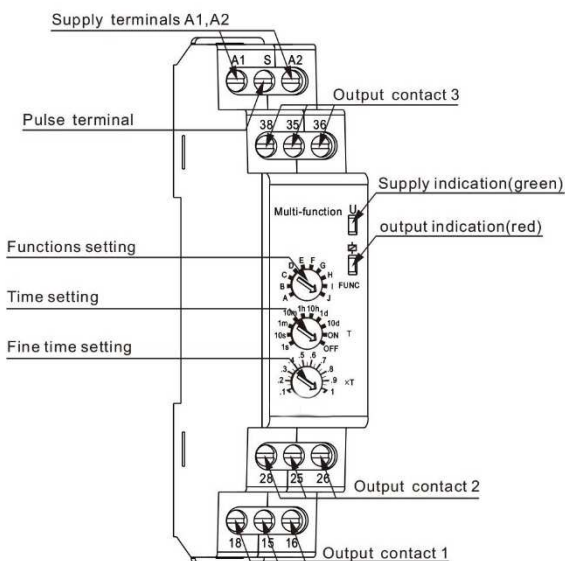 Supply terminals A1,A2
A1 S A2
Output contact 3
Pulse terminal
38 35 36
Supply indication(green)
Multi-function U
output indication(red)
Functions setting
A B C D E F G H I J
FUNC
Time setting
1s 10s 1m 10m 1h 10h 1d 10d ON OFF
T
Fine time setting
.1 .2 .3 .4 .5 .6 .7 .8 .9 1
xT
28 25 26
Output contact 2
18 15 16
Output contact 1